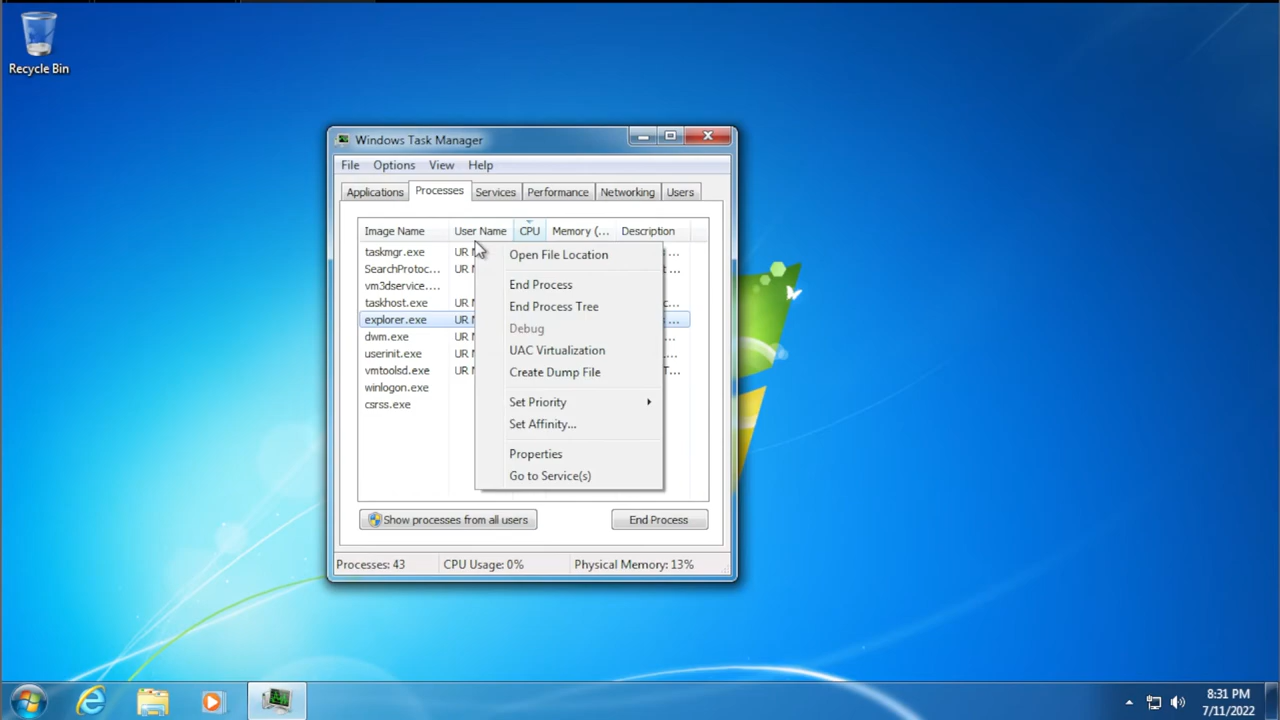 Recycle Bin
Windows Task Manager
File Options View Help
Applications Processes Services Performance Networking Users
Image Name User Name CPU Memory (... Description
taskmgr.exe UR ...
SearchProtoc... UR ...
vm3dservice....
taskhost.exe UR c...
explorer.exe UR ...
dwm.exe UR ...
userinit.exe UR ...
vmtoolsd.exe UR T...
winlogon.exe
csrss.exe
Open File Location
End Process
End Process Tree
Debug
UAC Virtualization
Create Dump File
Set Priority
Set Affinity...
Properties
Go to Service(s)
Show processes from all users End Process
Processes: 43 CPU Usage: 0% Physical Memory: 13%
8:31 PM
7/11/2022